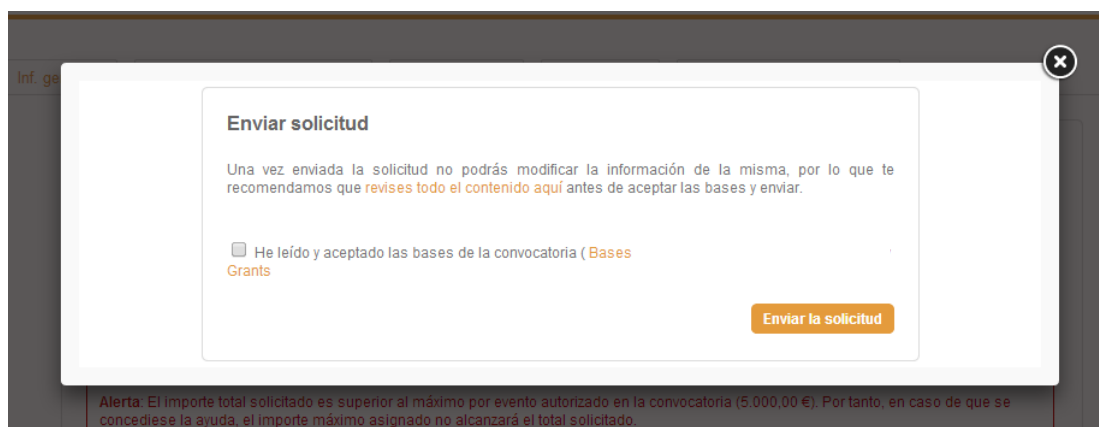 Inf. ge
Enviar solicitud
Una vez enviada la solicitud no podrás modificar la información de la misma, por lo que te
recomendamos que revises todo el contenido aquí antes de aceptar las bases y enviar.
He leído y aceptado las bases de la convocatoria ( Bases
Grants
Enviar la solicitud
Alerta: El importe total solicitado es superior al máximo por evento autorizado en la convocatoria (5.000,00 €). Por tanto, en caso de que se
concediese la ayuda, el importe máximo asignado no alcanzará el total solicitado.